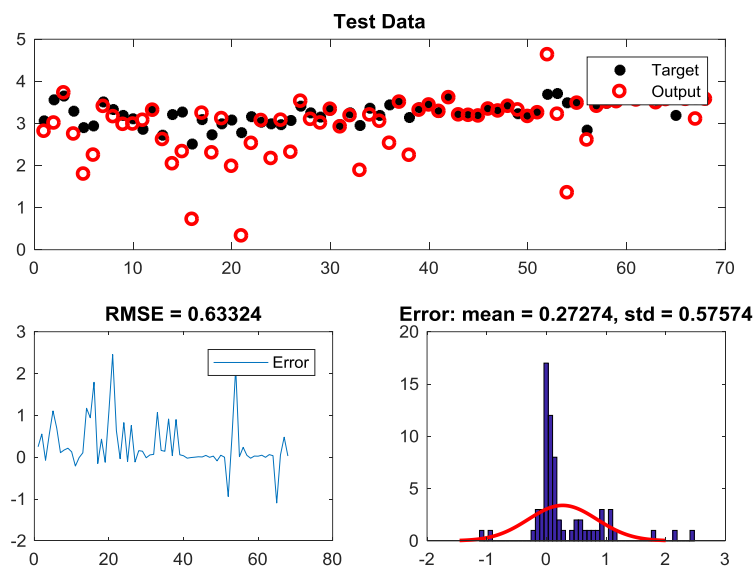 Test Data
5
4
3
2
1
0
Target
Output
0 10 20 30 40 50 60 70
RMSE = 0.63324
3
2
1
0
-1
-2
Error
0 20 40 60 80
Error: mean = 0.27274, std = 0.57574
20
15
10
5
0
-2 -1 0 1 2 3